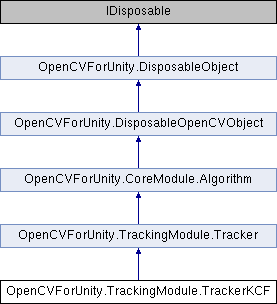 IDisposable
OpenCVForUnity.DisposableObject
OpenCVForUnity.DisposableOpenCVObject
OpenCVForUnity.CoreModule.Algorithm
OpenCVForUnity.TrackingModule.Tracker
OpenCVForUnity.TrackingModule.TrackerKCF